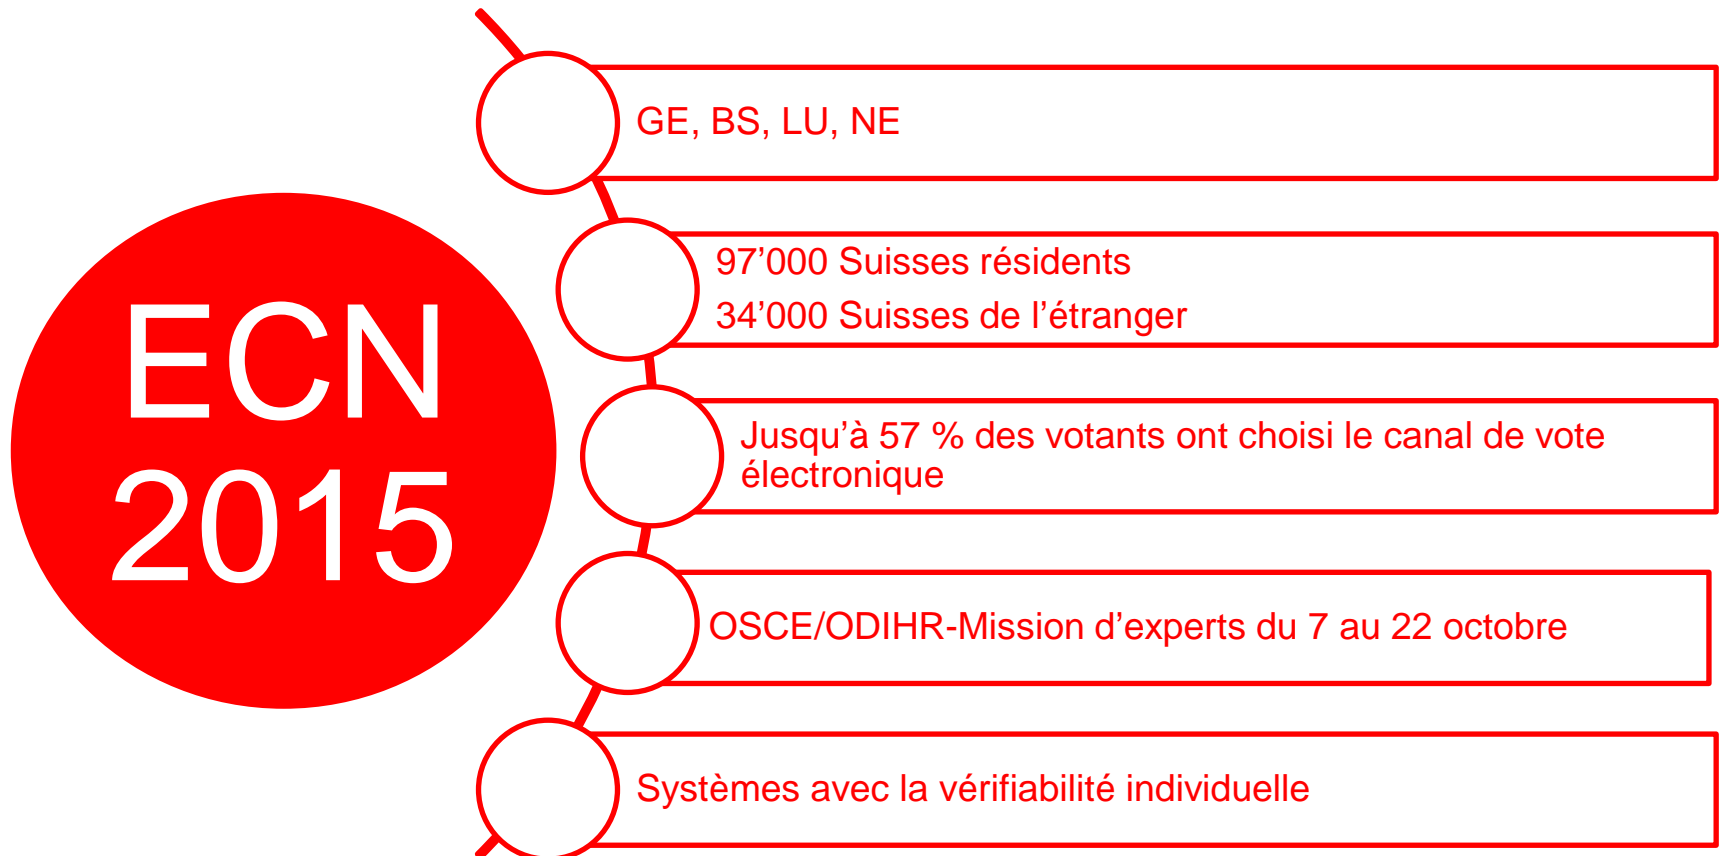 ECN
2015
GE, BS, LU, NE
97’000 Suisses résidents
34’000 Suisses de l’étranger
Jusqu’à 57 % des votants ont choisi le canal de vote
électronique
OSCE/ODIHR-Mission d’experts du 7 au 22 octobre
Systèmes avec la vérifiabilité individuelle